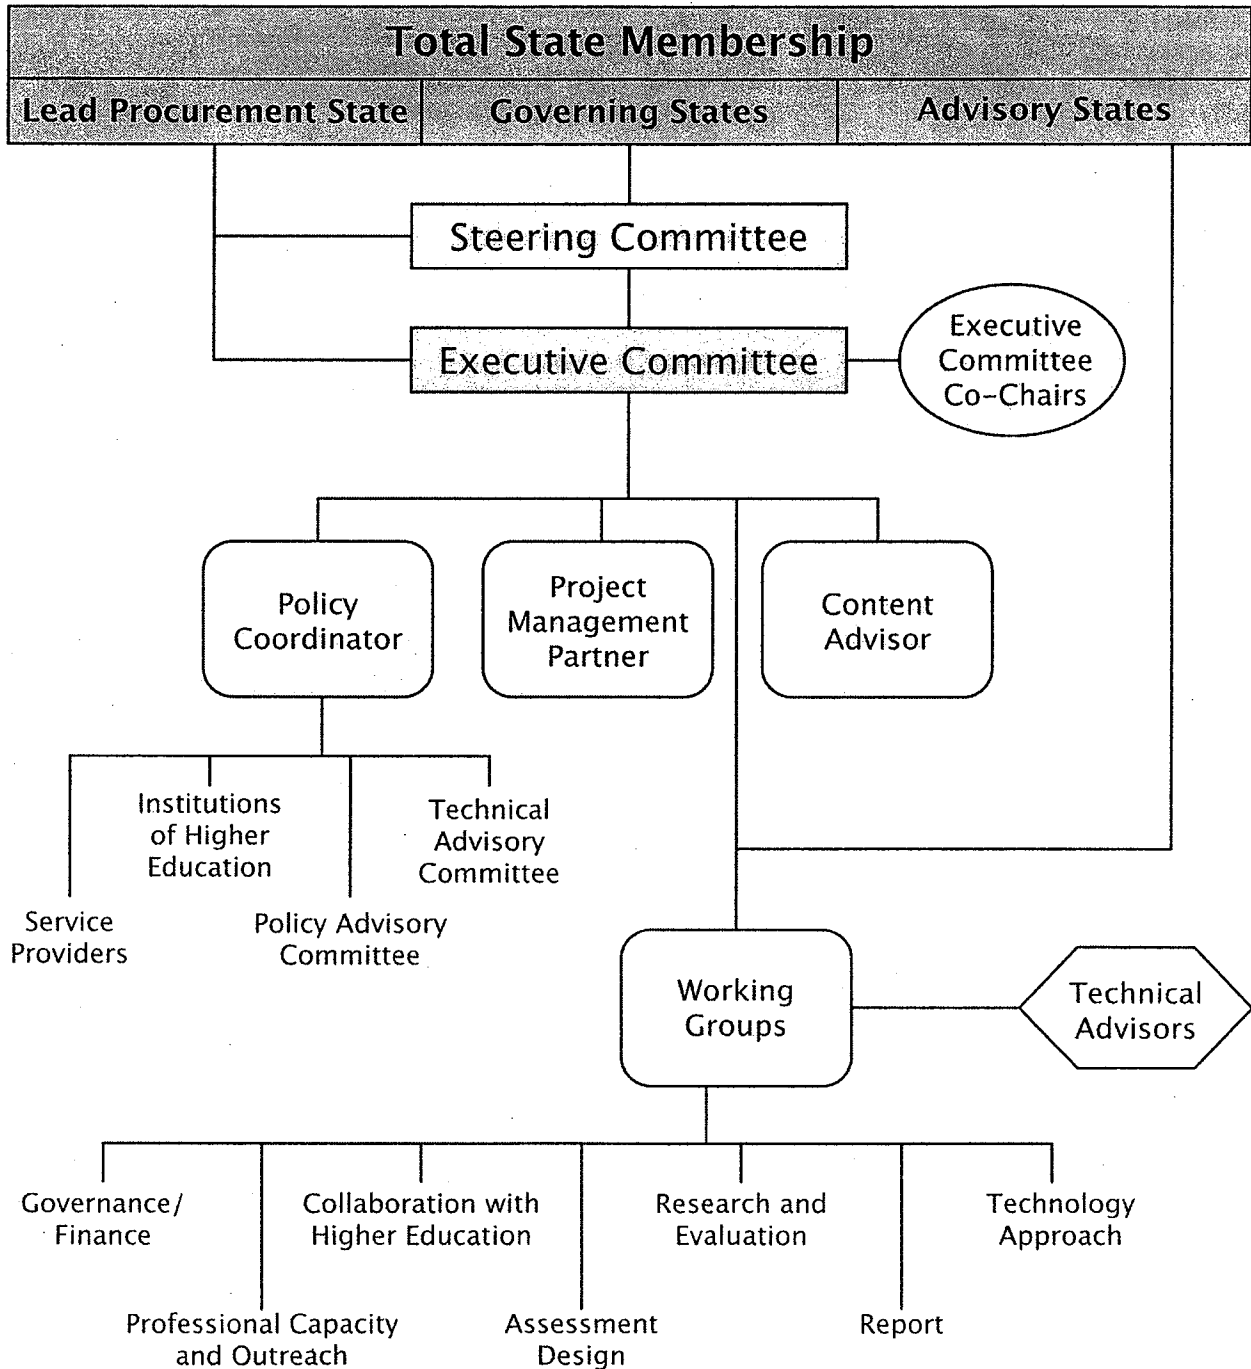 Total State Membership
Lead Procurement State
Governing States
Advisory States
Steering Committee
Executive Committee
Executive
Committee
Co-Chairs
Policy
Coordinator
Project
Management
Partner
Content
Advisor
Institutions
of Higher
Education
Technical
Advisory
Committee
Service
Providers
Policy Advisory
Committee
Working
Groups
Technical
Advisors
Governance/
Finance
Collaboration with
Higher Education
Research and
Evaluation
Technology
Approach
Professional Capacity
and Outreach
Assessment
Design
Report